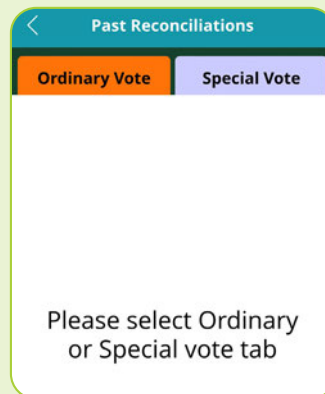 Past Reconciliations
Ordinary Vote Special Vote
Please select Ordinary
or Special vote tab